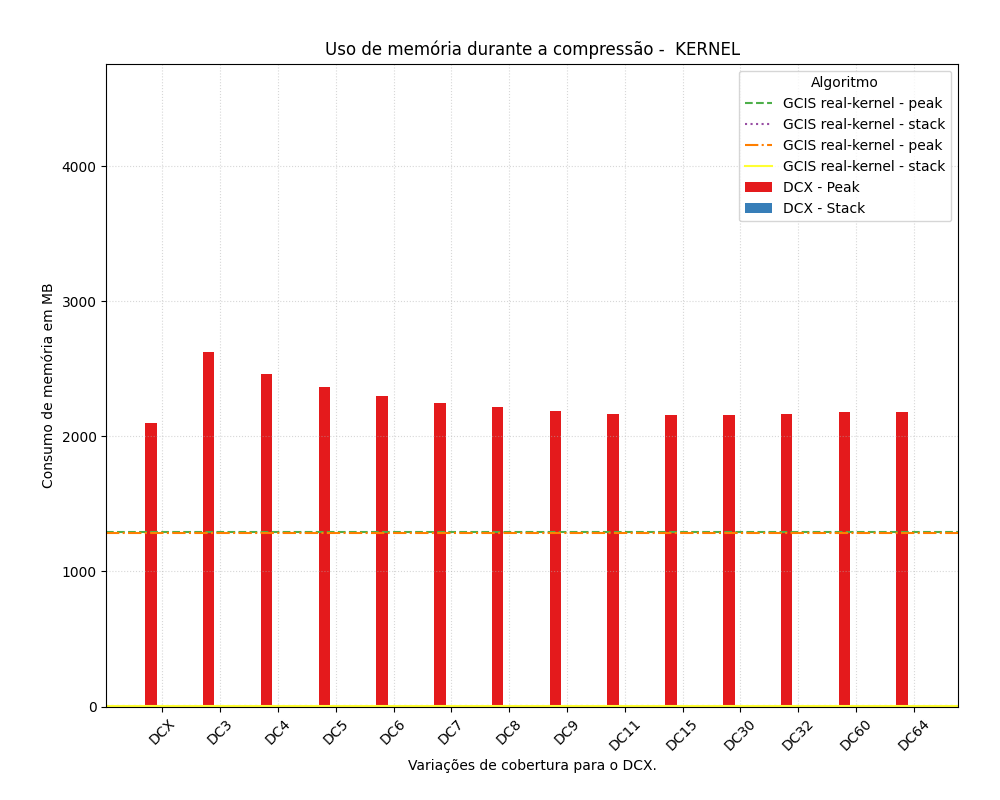 Uso de memória durante a compressão -  KERNEL
Algoritmo
GCIS real-kernel - peak
GCIS real-kernel - stack
GCIS real-kernel - peak
GCIS real-kernel - stack
DCX - Peak
DCX - Stack
Consumo de memória em MB
4000
3000
2000
1000
0
DCX
DC3
DC4
DC5
DC6
DC7
DC8
DC9
DC11
DC15
DC30
DC32
DC60
DC64
Variações de cobertura para o DCX.